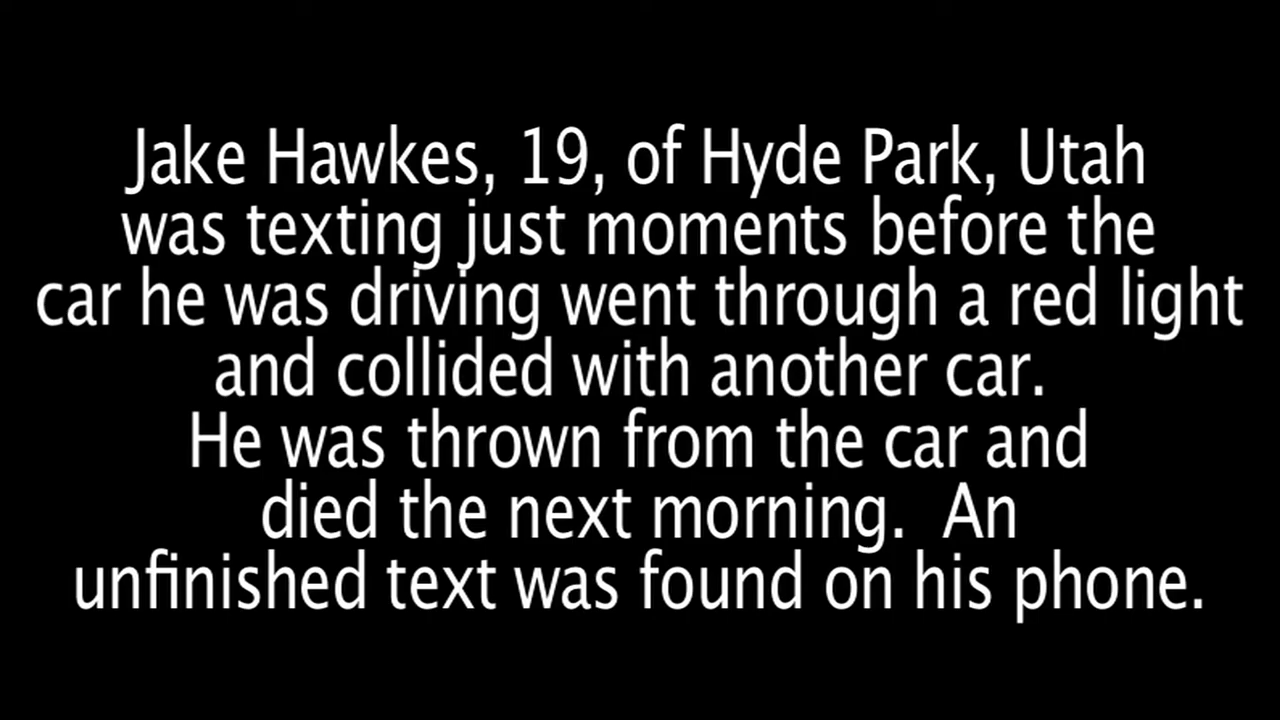 Jake Hawkes, 19, of Hyde Park, Utah
was texting just moments before the
car he was driving went through a red light
and collided with another car.
He was thrown from the car and
died the next morning.  An
unfinished text was found on his phone.